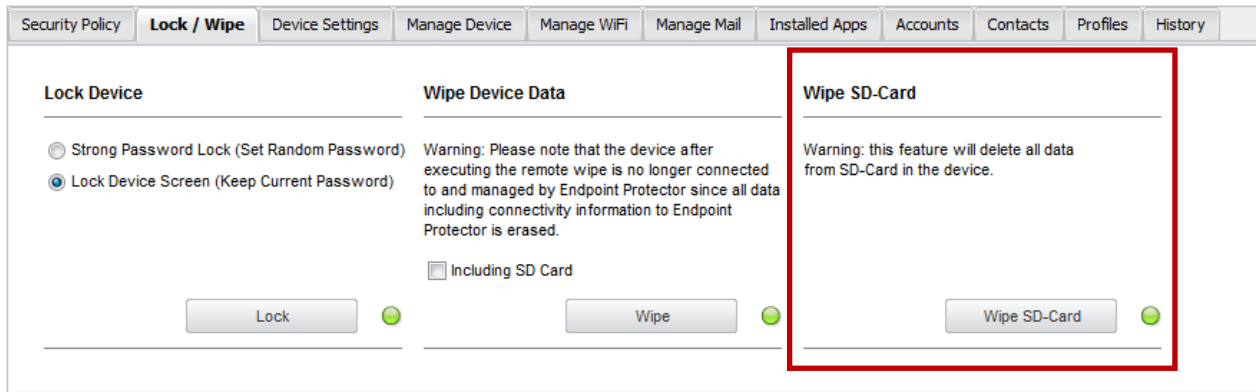 Security Policy Lock / Wipe Device Settings Manage Device Manage WiFi Manage Mail Installed Apps Accounts Contacts Profiles History
Lock Device
Strong Password Lock (Set Random Password)
Lock Device Screen (Keep Current Password)
Lock
Wipe Device Data
Warning: Please note that the device after
executing the remote wipe is no longer connected
to and managed by Endpoint Protector since all data
including connectivity information to Endpoint
Protector is erased.
Including SD Card
Wipe
Wipe SD-Card
Warning: this feature will delete all data
from SD-Card in the device.
Wipe SD-Card